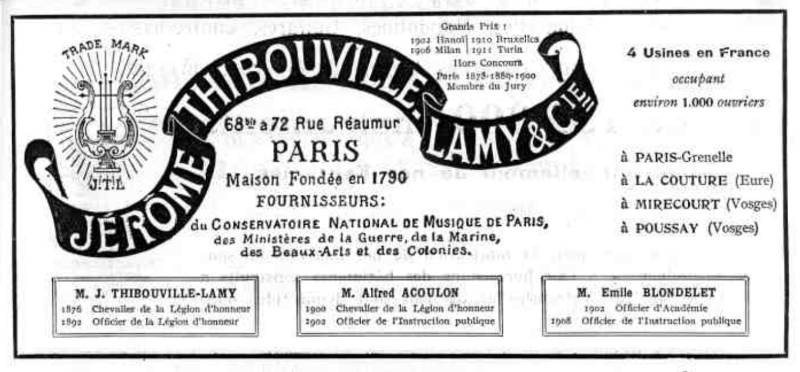 TRADE MARK
J.T.L
JÉRÔME THIBOUVILLE-LAMY & CIE
Grands Prix :
1902 Hanoï 1910 Bruxelles
1906 Milan 1911 Turin
Hors Concours
Paris 1878-1889-1900
Membre du Jury
68bis à 72 Rue Réaumur
PARIS
Maison Fondée en 1790
FOURNISSEURS:
du CONSERVATOIRE NATIONAL DE MUSIQUE DE PARIS,
des Ministères de la Guerre, de la Marine,
des Beaux-Arts et des Colonies.
4 Usines en France
occupant
environ 1.000 ouvriers
à PARIS-Grenelle
à LA COUTURE (Eure)
à MIRECOURT (Vosges)
à POUSSAY (Vosges)
M. J. THIBOUVILLE-LAMY
1876 Chevalier de la Légion d'honneur
1892 Officier de la Légion d'honneur
M. Alfred ACOULON
1900 Chevalier de la Légion d'honneur
1902 Officier de l'Instruction publique
M. Emile BLONDELET
1902 Officier d'Académie
1908 Officier de l'Instruction publique